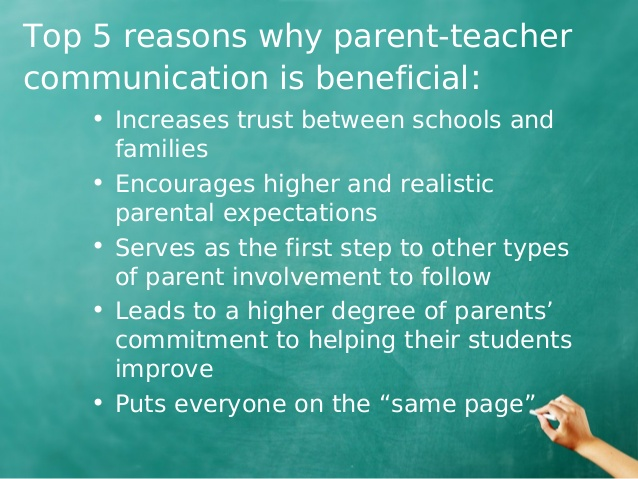 Top 5 reasons why parent-teacher
communication is beneficial:
• Increases trust between schools and
families
• Encourages higher and realistic
parental expectations
• Serves as the first step to other types
of parent involvement to follow
• Leads to a higher degree of parents’
commitment to helping their students
improve
• Puts everyone on the “same page”